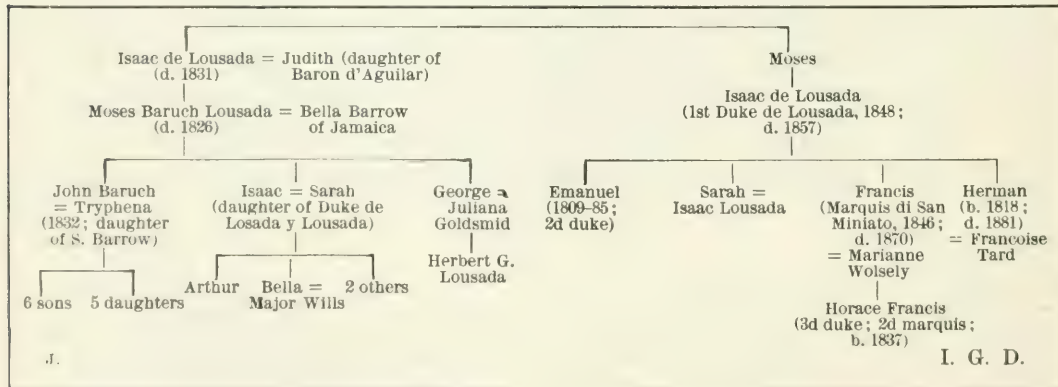 Isaac de Lousada = Judith (daughter of
(d. 1831) Baron d'Aguilar)
Moses
Moses Baruch Lousada = Bella Barrow
(d. 1826) of Jamaica
Isaac de Lousada
(1st Duke de Lousada, 1848;
d. 1857)
John Baruch
= Tryphena
(1832; daughter
of S. Barrow)
Isaac = Sarah
(daughter of Duke de
Losada y Lousada)
George =
Juliana
Goldsmid
Emanuel
(1809-85;
2d duke)
Sarah =
Isaac Lousada
Francis
(Marquis di San
Miniato, 1846;
d. 1870)
= Marianne
Wolsely
Herman
(b. 1818;
d. 1881)
= Francoise
Tard
6 sons 5 daughters
Arthur Bella = 2 others
Major Wills
Herbert G.
Lousada
Horace Francis
(3d duke; 2d marquis;
b. 1837)
J.
I. G. D.